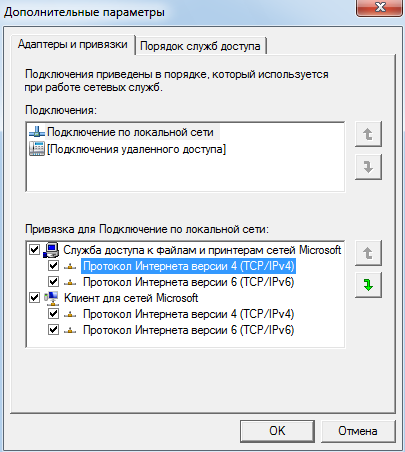 Дополнительные параметры
Адаптеры и привязки
Порядок служб доступа
Подключения приведены в порядке, который используется
при работе сетевых служб.
Подключения:
Подключение по локальной сети
[Подключения удаленного доступа]
Привязка для Подключение по локальной сети:
Служба доступа к файлам и принтерам сетей Microsoft
Протокол Интернета версии 4 (TCP/IPv4)
Протокол Интернета версии 6 (TCP/IPv6)
Клиент для сетей Microsoft
Протокол Интернета версии 4 (TCP/IPv4)
Протокол Интернета версии 6 (TCP/IPv6)
OK
Отмена